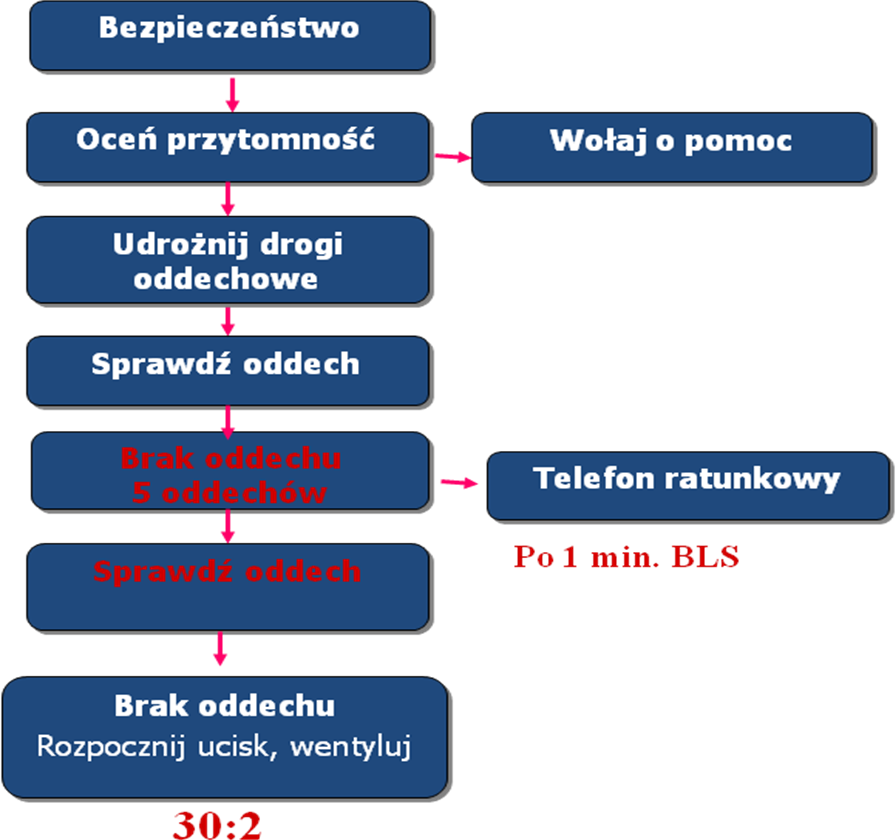 Bezpieczeństwo
Oceń przytomność
Wołaj o pomoc
Udrożnij drogi
oddechowe
Sprawdź oddech
Brak oddechu
5 oddechów
Telefon ratunkowy
Po 1 min. BLS
Sprawdź oddech
Brak oddechu
Rozpocznij ucisk, wentyluj
30:2